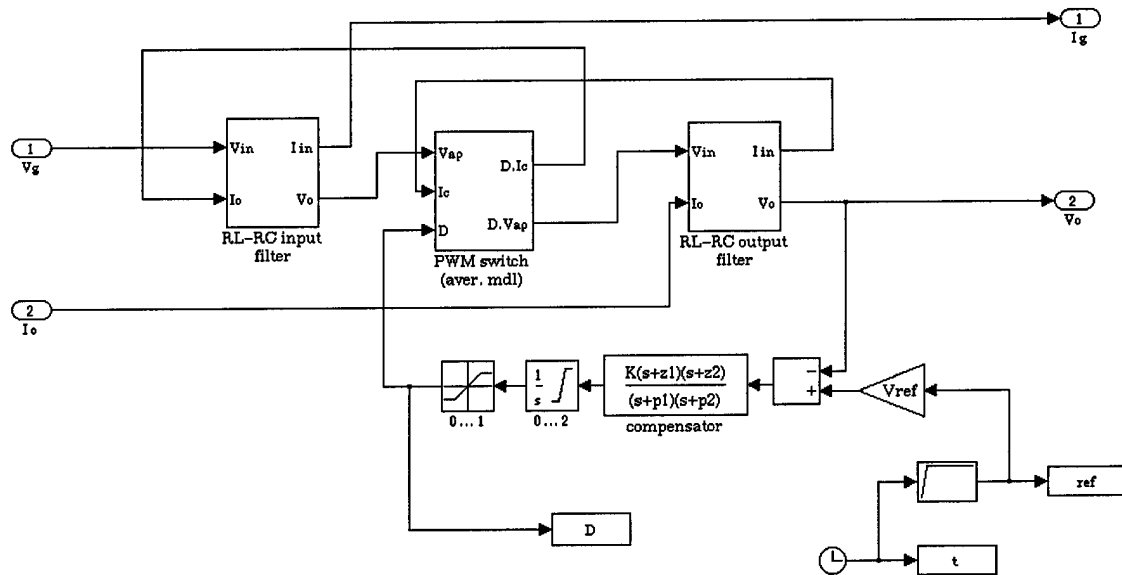 1
Ig
1
Vg
Vin
Iin
Io
Vo
RL-RC input
filter
Vap
D.Ic
Ic
D
D.Vap
PWM switch
(aver. mdl)
Vin
Iin
Io
Vo
RL-RC output
filter
2
Vo
2
Io
0...1
1
s
0...2
K(s+z1)(s+z2)
(s+p1)(s+p2)
compensator
-
+
Vref
ref
D
t